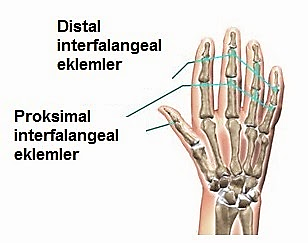 Distal
interfalangeal
eklemler
Proksimal
interfalangeal
eklemler